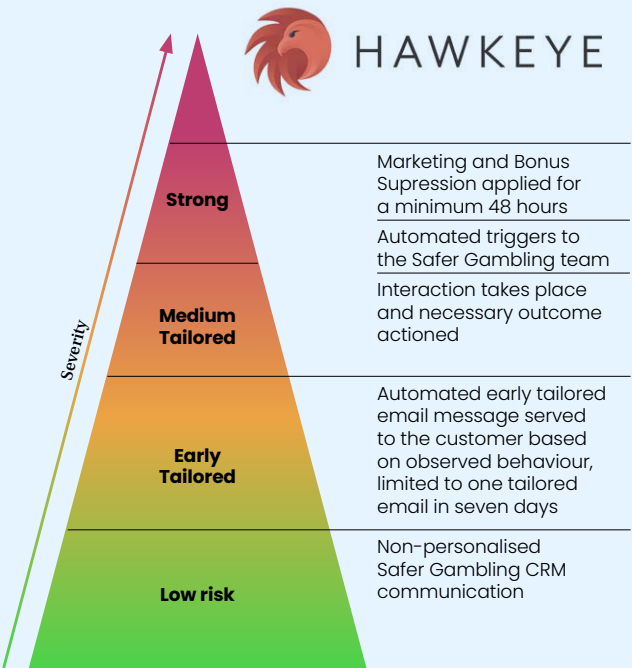 HAWKEYE
Severity
Strong
Marketing and Bonus
Supression applied for
a minimum 48 hours
Automated triggers to
the Safer Gambling team
Medium
Tailored
Interaction takes place
and necessary outcome
actioned
Early
Tailored
Automated early tailored
email message served
to the customer based
on observed behaviour,
limited to one tailored
email in seven days
Low risk
Non-personalised
Safer Gambling CRM
communication